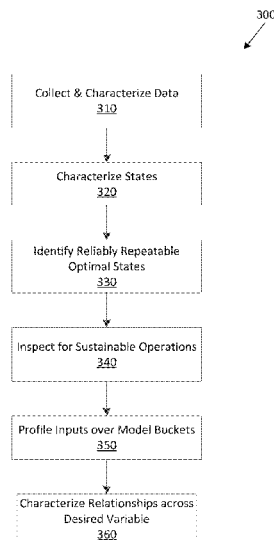 300
Collect & Characterize Data
310
Characterize States
320
Identify Reliably Repeatable
Optimal States
330
Inspect for Sustainable Operations
340
Profile Inputs over Model Buckets
350
Characterize Relationships across
Desired Variable
360